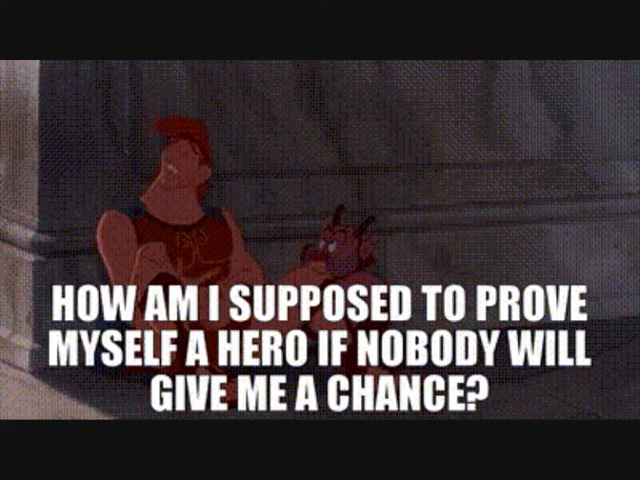 HOW AM I SUPPOSED TO PROVE
MYSELF A HERO IF NOBODY WILL
GIVE ME A CHANCE?